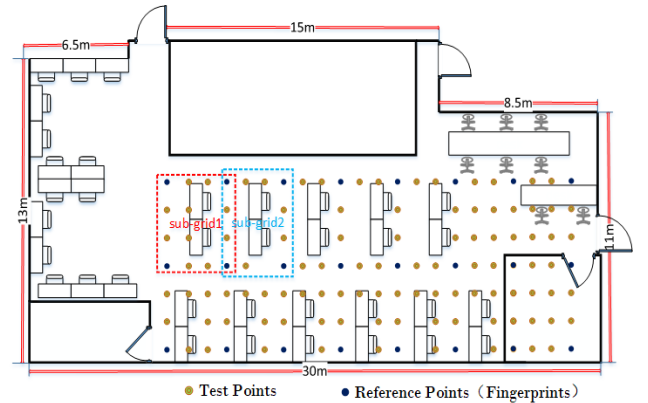 15m
6.5m
8.5m
13m
sub-grid1
sub-grid2
11m
30m
Test Points
Reference Points（Fingerprints）